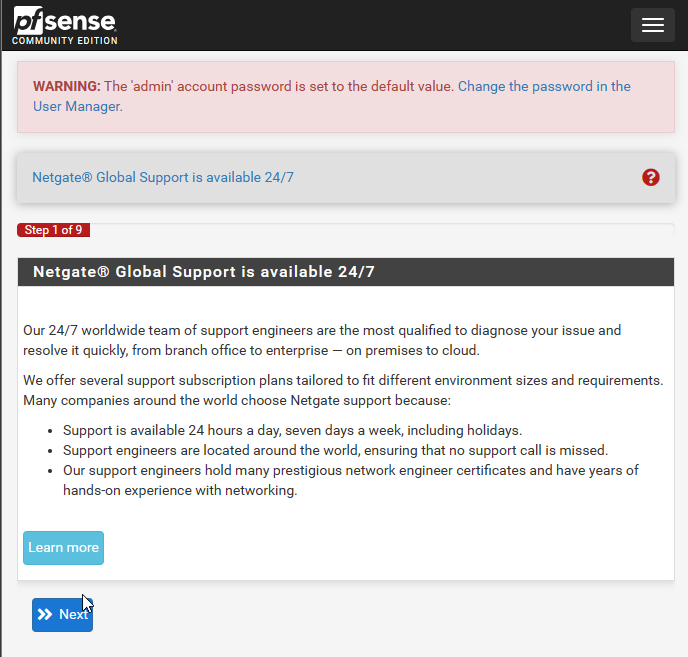 pfsense
COMMUNITY EDITION
WARNING: The 'admin' account password is set to the default value. Change the password in the
User Manager.
Netgate® Global Support is available 24/7
Step 1 of 9
Netgate® Global Support is available 24/7
Our 24/7 worldwide team of support engineers are the most qualified to diagnose your issue and
resolve it quickly, from branch office to enterprise — on premises to cloud.
We offer several support subscription plans tailored to fit different environment sizes and requirements.
Many companies around the world choose Netgate support because:
• Support is available 24 hours a day, seven days a week, including holidays.
• Support engineers are located around the world, ensuring that no support call is missed.
• Our support engineers hold many prestigious network engineer certificates and have years of
hands-on experience with networking.
Learn more
Next